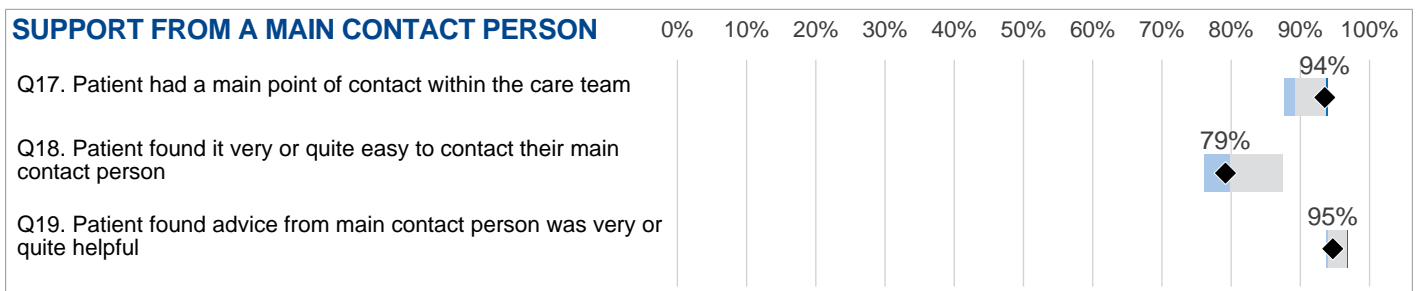 SUPPORT FROM A MAIN CONTACT PERSON 0% 10% 20% 30% 40% 50% 60% 70% 80% 90% 100%
94%
Q17. Patient had a main point of contact within the care team
79%
Q18. Patient found it very or quite easy to contact their main
contact person
95%
Q19. Patient found advice from main contact person was very or
quite helpful